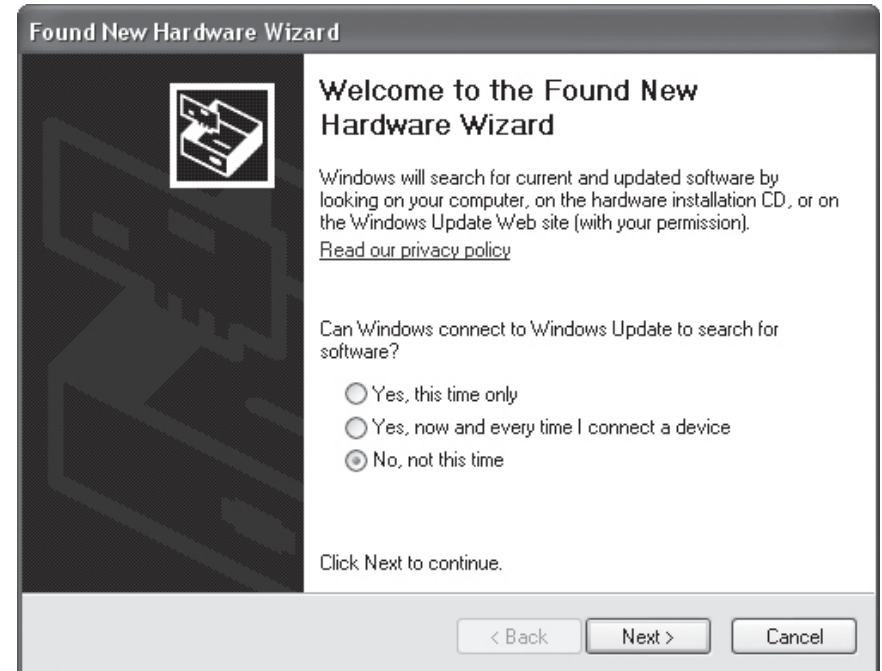 Found New Hardware Wizard
Welcome to the Found New
Hardware Wizard
Windows will search for current and updated software by
looking on your computer, on the hardware installation CD, or on
the Windows Update Web site (with your permission).
Read our privacy policy
Can Windows connect to Windows Update to search for
software?
Yes, this time only
Yes, now and every time I connect a device
No, not this time
Click Next to continue.
< Back
Next >
Cancel